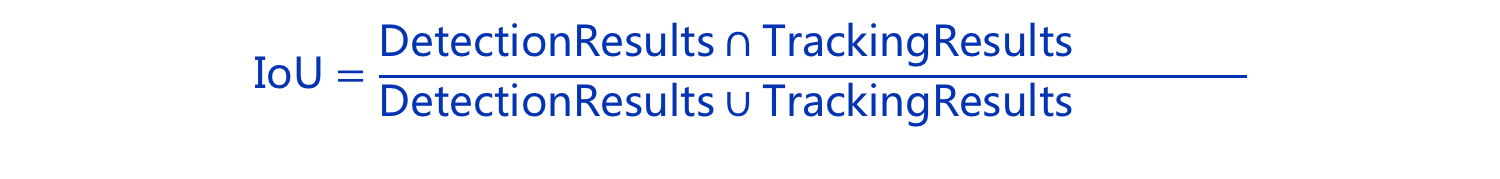 IoU = DetectionResults ∩ TrackingResults
DetectionResults ∪ TrackingResults